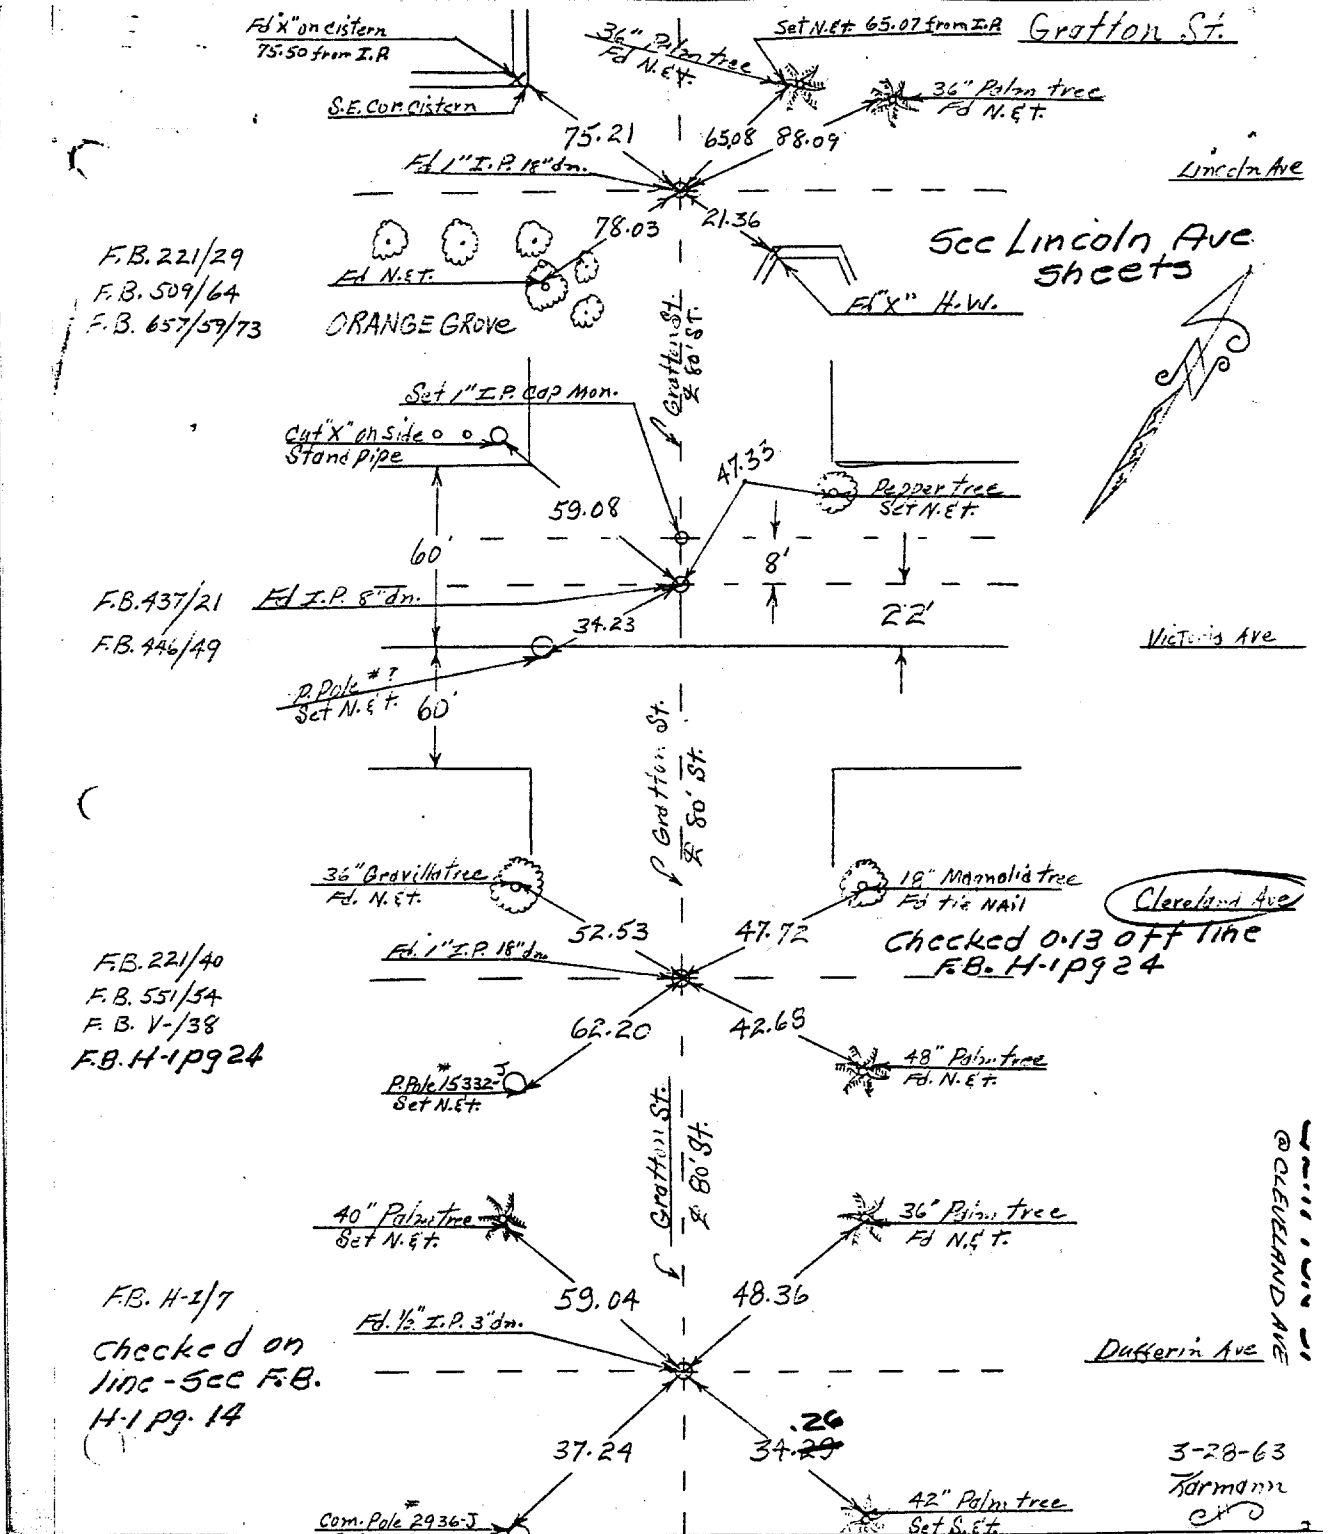 Fd "X" on cistern
75.50 from I.P.
S.E. Cor. Cistern
36" Palm tree
Fd N.&t.
Set N.&t. 65.07 from I.P.
Grafton St.
36" Palm tree
Fd N.&t.
75.21
65.08
88.09
Fd 1" I.P. 18" dn.
Lincoln Ave
78.03
21.36
See Lincoln Ave
sheets
F.B. 221/29
F.B. 509/64
F.B. 657/59/73
Fd N.&t.
ORANGE GROVE
Fd "X" H.W.
Gratton St.
℄ 80' ST.
Set 1" I.P. Cap Mon.
Cut "X" on side
Stand pipe
47.35
Pepper tree
Set N.&t.
59.08
60'
8'
22'
F.B. 437/21
Fd I.P. 8" dn.
34.23
F.B. 446/49
Victoria Ave
P. Pole # ?
Set N.&t.
60'
Gratton St.
℄ 80' St.
36" Grevilla tree
Fd. N.&t.
18" Magnolia tree
Fd tie NAil
Cleveland Ave
52.53
47.72
Checked 0.13 off line
F.B. H-1 pg 24
Fd. 1" I.P. 18" dn.
F.B. 221/40
F.B. 551/54
F.B. V-/38
F.B. H-1 pg 24
62.20
42.68
P. Pole #15332-J
Set N.&t.
48" Palm tree
Fd. N.&t.
Gratton St.
℄ 80' St.
@ CLEVELAND AVE
40" Palm tree
Set N.&t.
36" Palm tree
Fd N.&t.
F.B. H-1/7
59.04
48.36
Fd. 1/2" I.P. 3" dn.
Checked on
line - See F.B.
H-1 pg. 14
Dufferin Ave
37.24
.26
34.29
3-28-63
Karmann
Com. Pole #2936-J
42" Palm tree
Set S.&t.